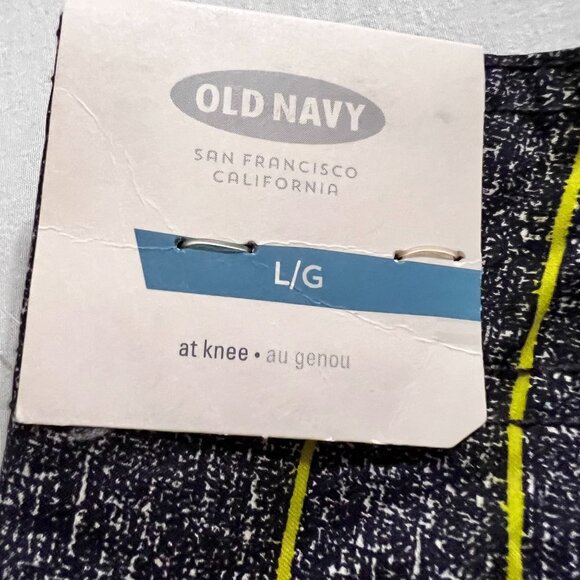 OLD NAVY
SAN FRANCISCO
CALIFORNIA
L/G
at knee • au genou